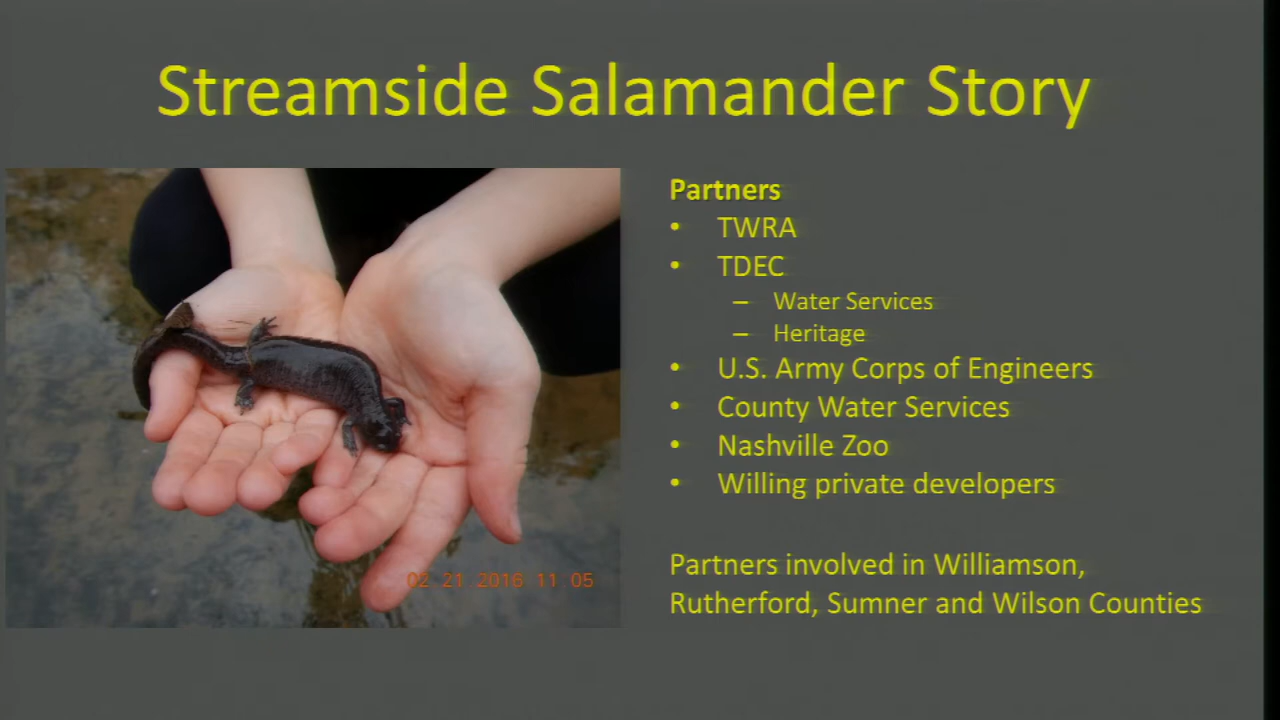 Streamside Salamander Story
Partners
• TWRA
• TDEC
– Water Services
– Heritage
• U.S. Army Corps of Engineers
• County Water Services
• Nashville Zoo
• Willing private developers
Partners involved in Williamson,
Rutherford, Sumner and Wilson Counties
02 21 2016 11 05